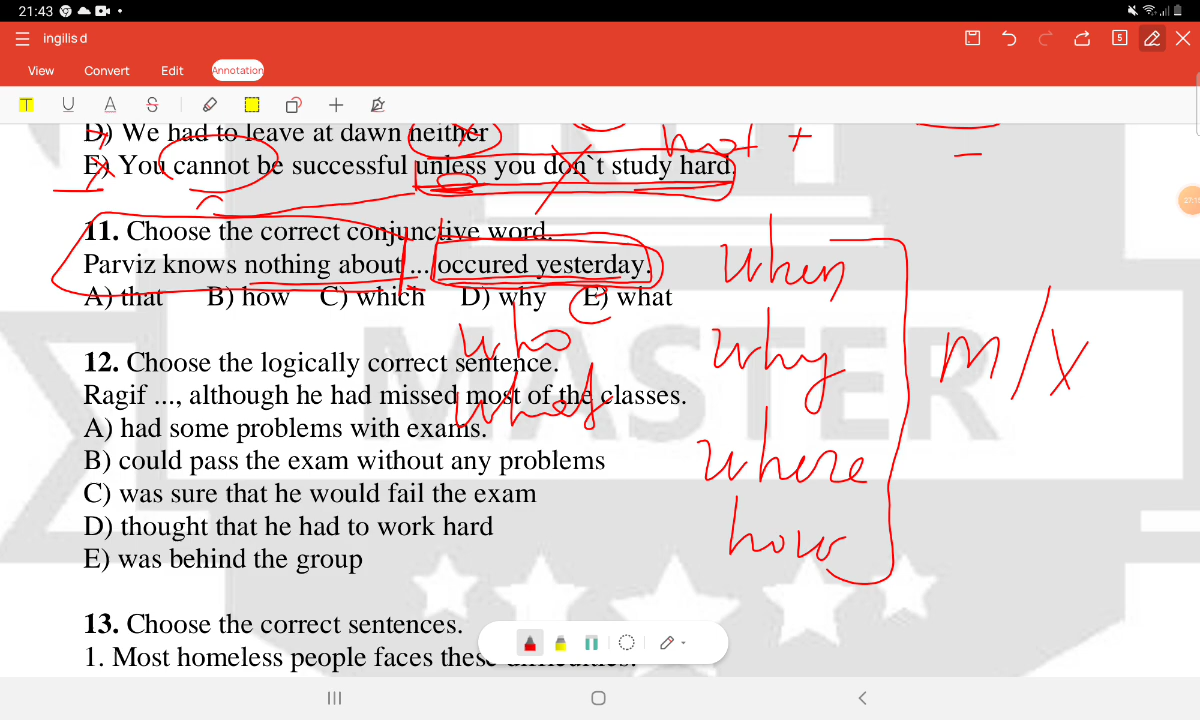 21:43
ingilis d
5
View Convert Edit Annotation
T U A S
D) We had to leave at dawn neither
not +
E) You cannot be successful unless you don`t study hard.
11. Choose the correct conjunctive word.
Parviz knows nothing about ... occured yesterday.
when
A) that B) how C) which D) why E) what
who
why
m/x
12. Choose the logically correct sentence.
Ragif ..., although he had missed most of the classes.
what
where
A) had some problems with exams.
B) could pass the exam without any problems
C) was sure that he would fail the exam
how
D) thought that he had to work hard
E) was behind the group
MASTER
13. Choose the correct sentences.
1. Most homeless people faces these difficulties.